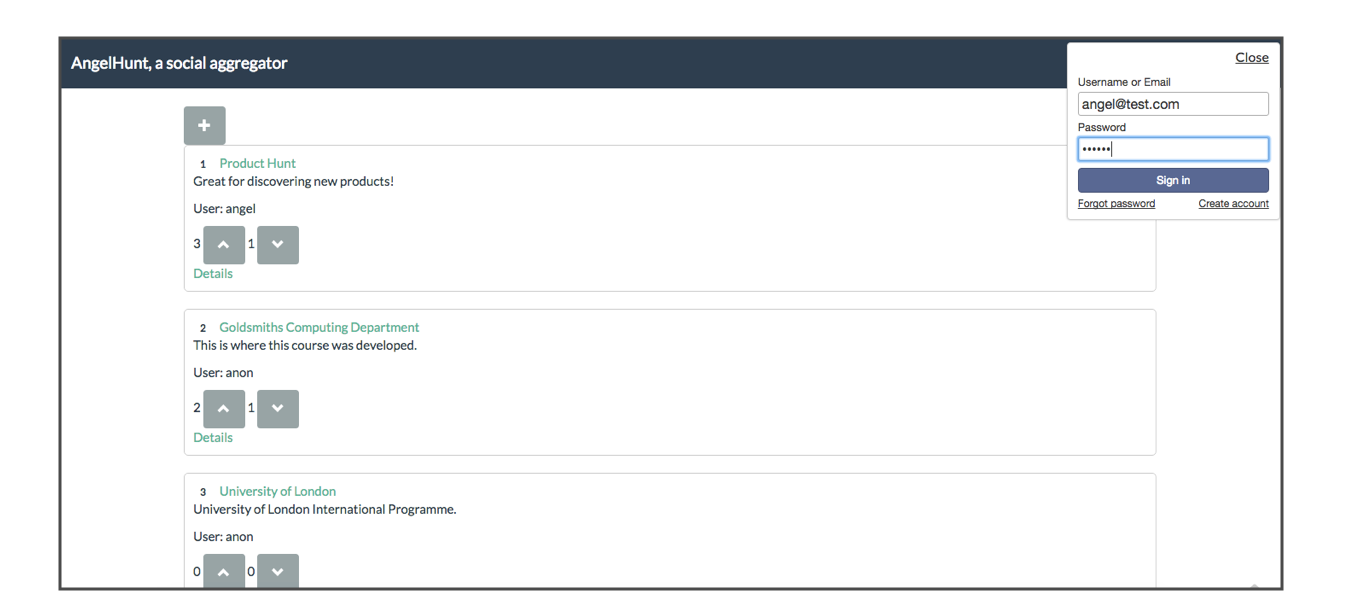 AngelHunt, a social aggregator
Close
Username or Email
angel@test.com
Password
••••••
Sign in
Forgot password Create account
+
1 Product Hunt
Great for discovering new products!
User: angel
3 1
Details
2 Goldsmiths Computing Department
This is where this course was developed.
User: anon
2 1
Details
3 University of London
University of London International Programme.
User: anon
0 0